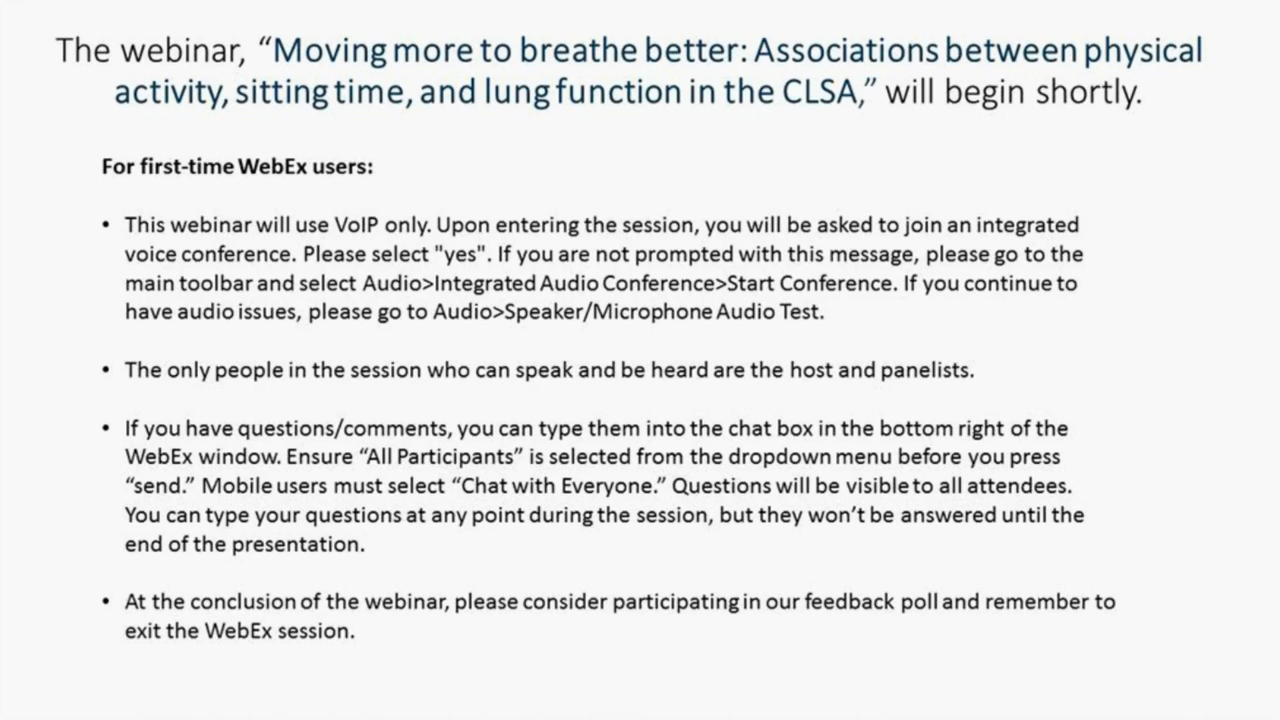 The webinar, “Moving more to breathe better: Associations between physical
activity, sitting time, and lung function in the CLSA,” will begin shortly.
For first-time WebEx users:
• This webinar will use VoIP only. Upon entering the session, you will be asked to join an integrated
voice conference. Please select "yes". If you are not prompted with this message, please go to the
main toolbar and select Audio>Integrated Audio Conference>Start Conference. If you continue to
have audio issues, please go to Audio>Speaker/Microphone Audio Test.
• The only people in the session who can speak and be heard are the host and panelists.
• If you have questions/comments, you can type them into the chat box in the bottom right of the
WebEx window. Ensure “All Participants” is selected from the dropdown menu before you press
“send.” Mobile users must select “Chat with Everyone.” Questions will be visible to all attendees.
You can type your questions at any point during the session, but they won’t be answered until the
end of the presentation.
• At the conclusion of the webinar, please consider participating in our feedback poll and remember to
exit the WebEx session.